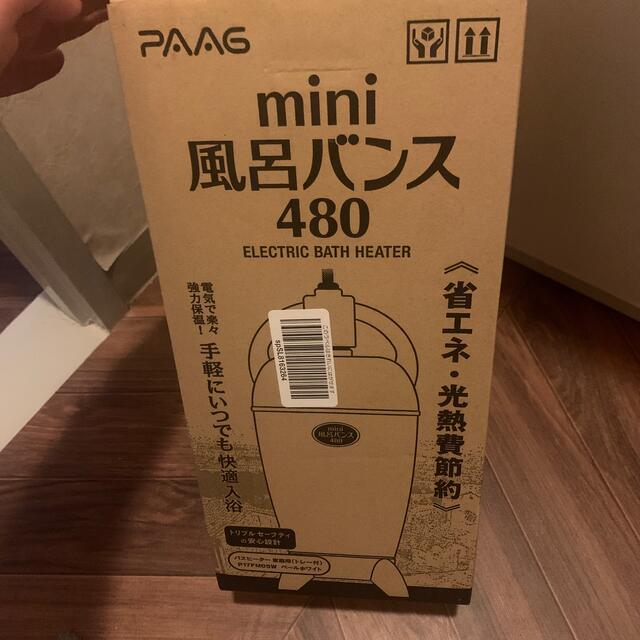 PAAG
mini
風呂バンス
480
ELECTRIC BATH HEATER
《省エネ・光熱費節約》
電気で楽々
強力保温!
手軽にいつでも快適入浴
spSL8163264
mini
風呂バンス
480
トリプルセーフティ
の安心設計
バスヒーター 家庭用(トレー付)
P17FM05W ペールホワイト